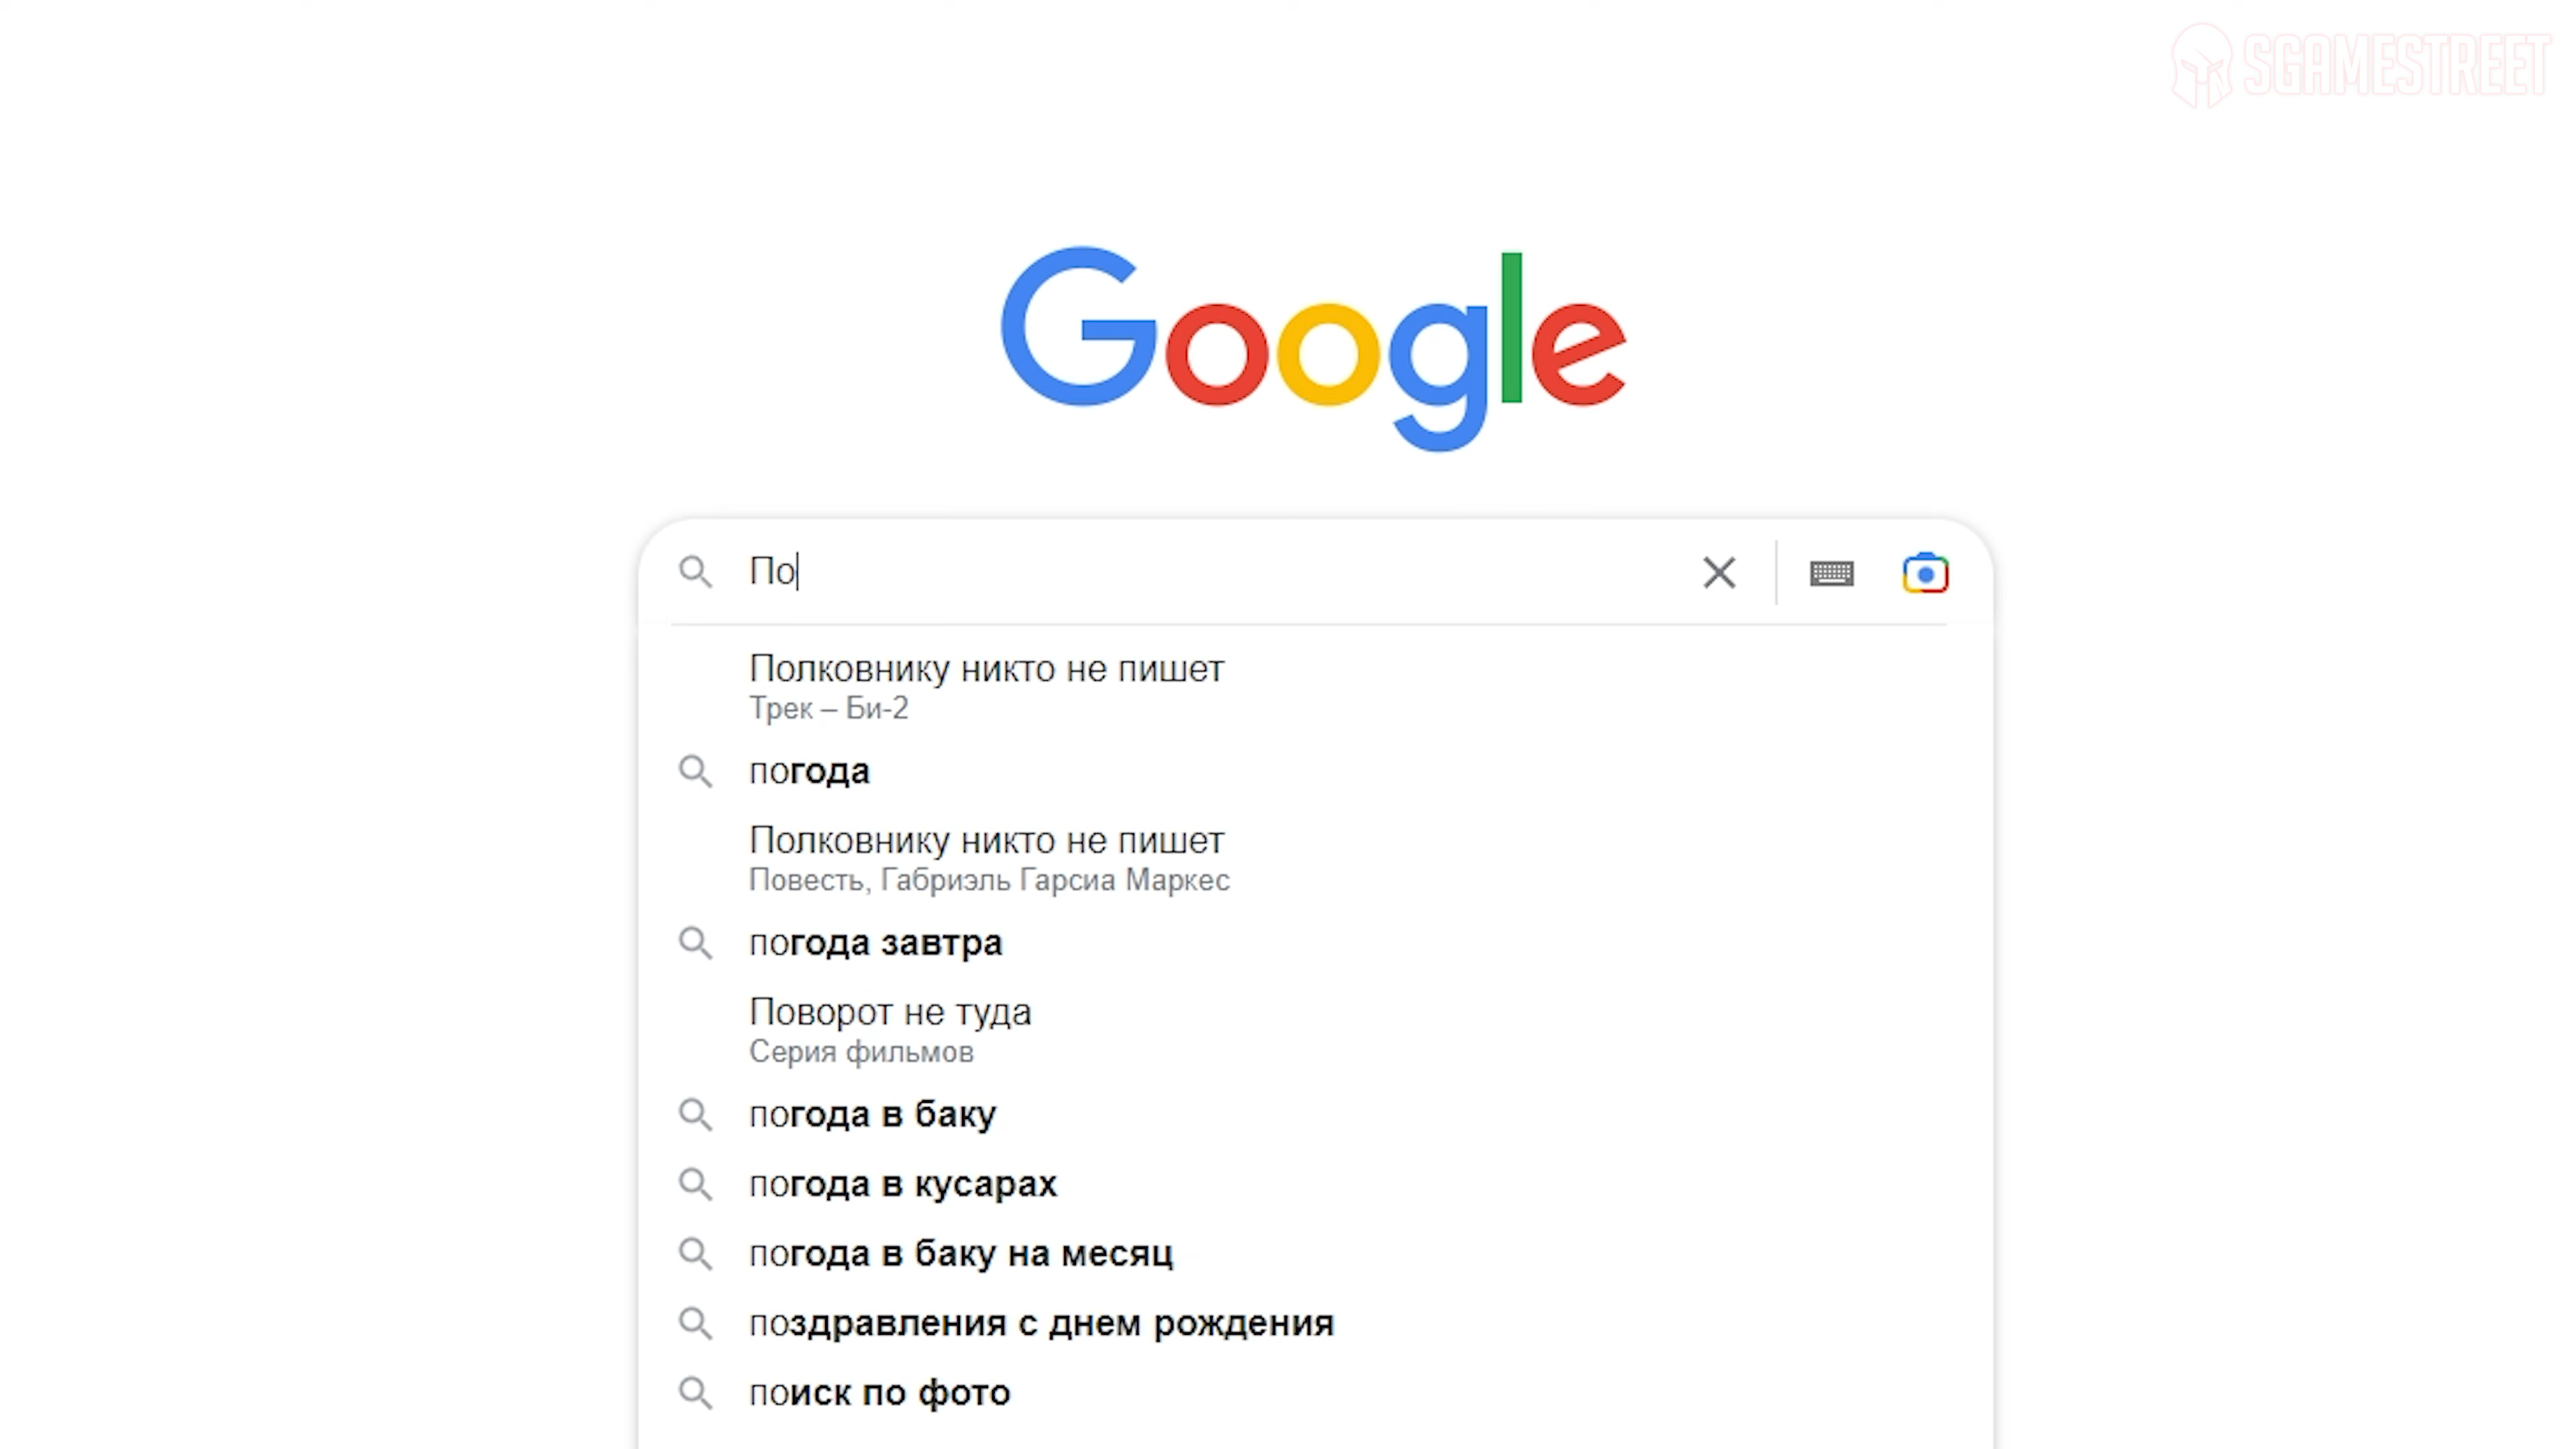 SGAMESTREET
Google
По
Полковнику никто не пишет
Трек – Би-2
погода
Полковнику никто не пишет
Повесть, Габриэль Гарсиа Маркес
погода завтра
Поворот не туда
Серия фильмов
погода в баку
погода в кусарах
погода в баку на месяц
поздравления с днем рождения
поиск по фото